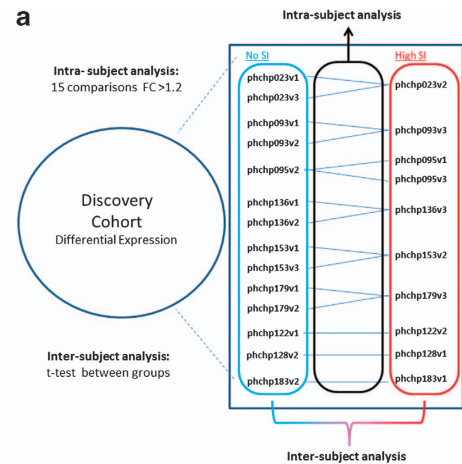 a
Intra-subject analysis
Intra- subject analysis:
15 comparisons FC >1.2
No SI
High SI
phchp023v1
phchp023v3
phchp023v2
phchp093v1
phchp093v2
phchp093v3
phchp095v2
phchp095v1
phchp095v3
phchp136v1
phchp136v2
phchp136v3
phchp153v1
phchp153v3
phchp153v2
phchp179v1
phchp179v2
phchp179v3
phchp122v1
phchp122v2
phchp128v2
phchp128v1
phchp183v2
phchp183v1
Discovery
Cohort
Differential Expression
Inter-subject analysis:
t-test between groups
Inter-subject analysis